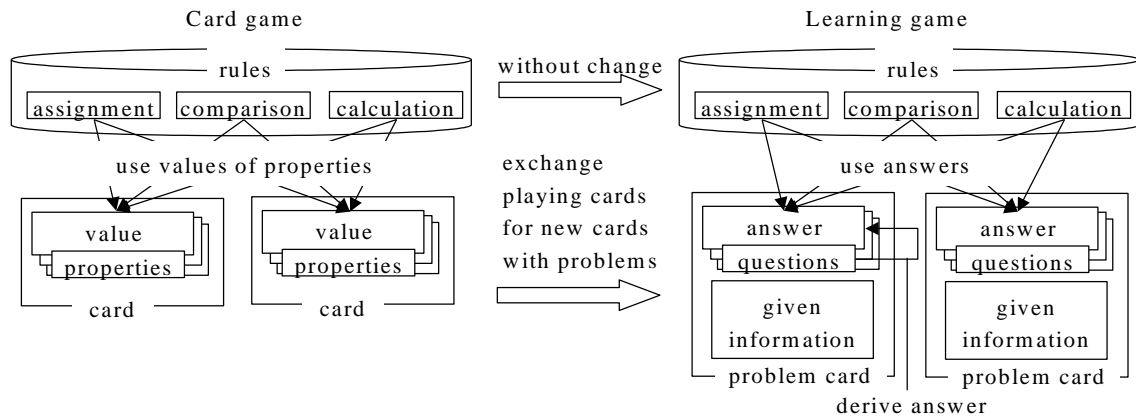 Card game
rules
assignment comparison calculation
use values of properties
value
properties
card
value
properties
card
without change
exchange
playing cards
for new cards
with problems
Learning game
rules
assignment comparison calculation
use answers
answer
questions
given
information
problem card
answer
questions
given
information
problem card
derive answer